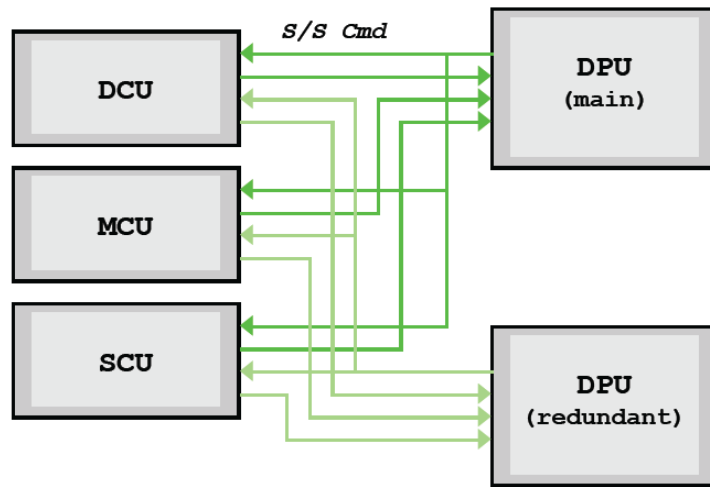 S/S Cmd
DCU
DPU
(main)
MCU
SCU
DPU
(redundant)